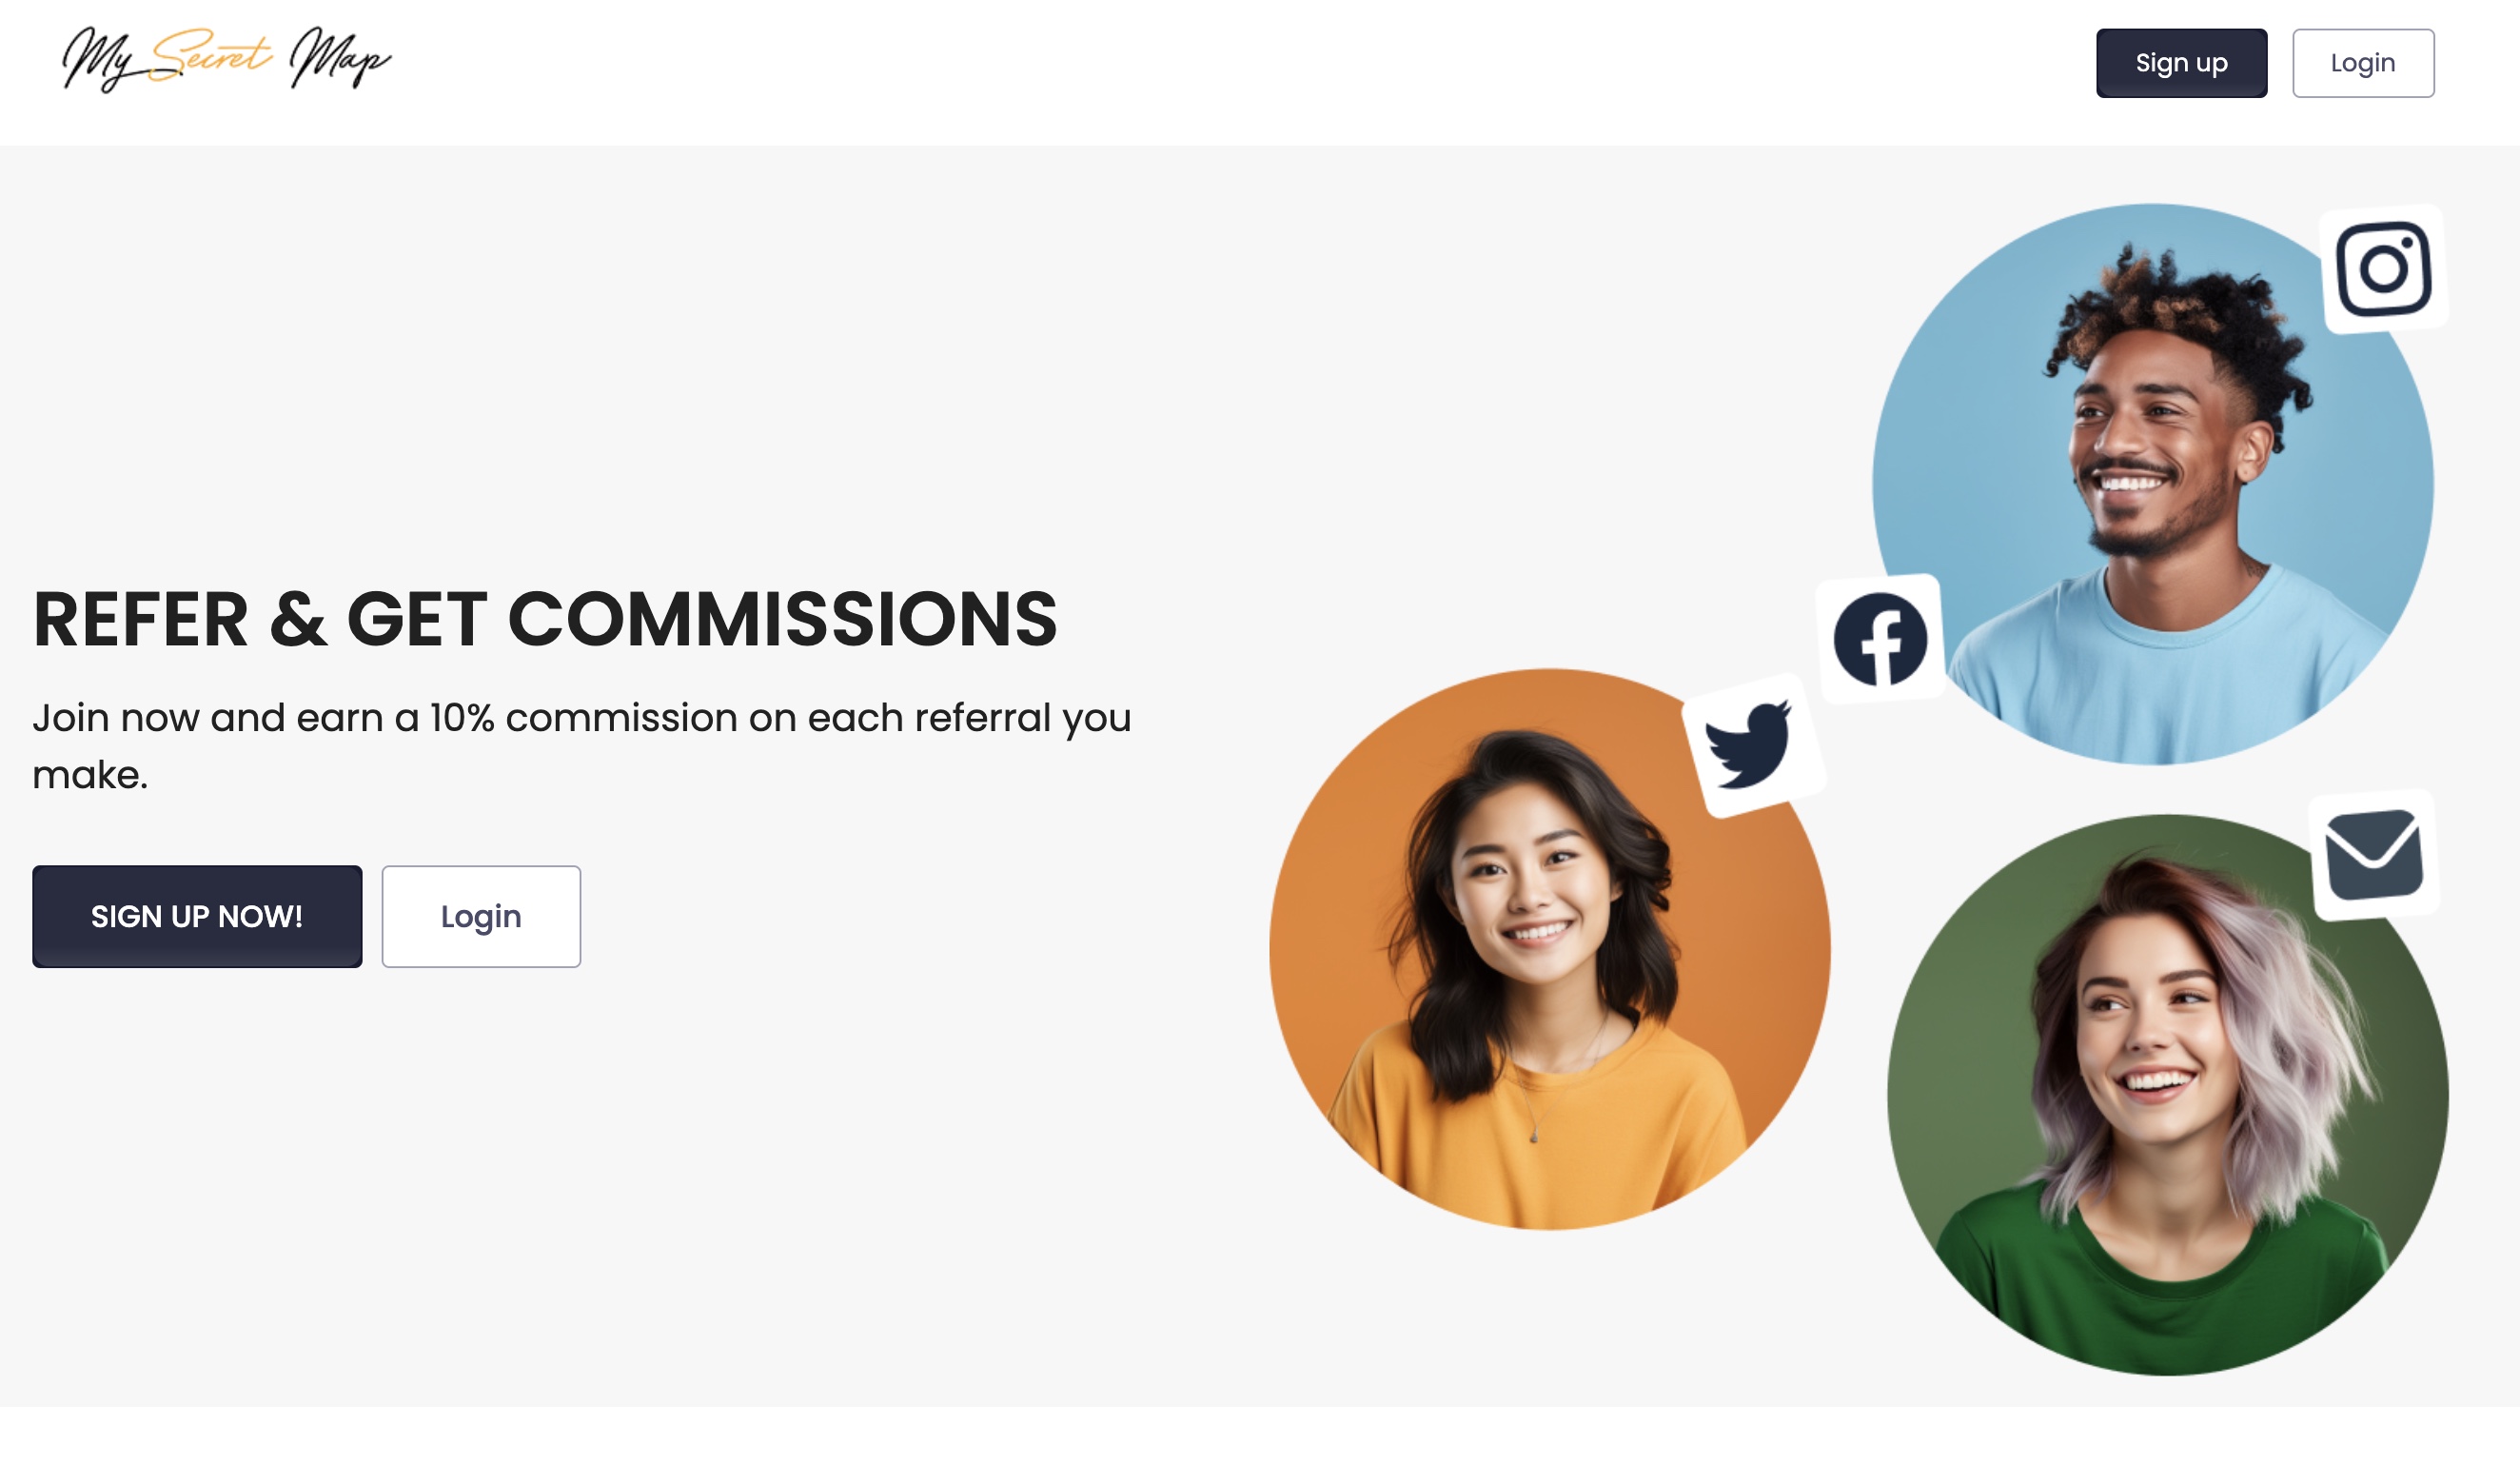 My Secret Map
Sign up
Login
REFER & GET COMMISSIONS
Join now and earn a 10% commission on each referral you
make.
SIGN UP NOW!
Login